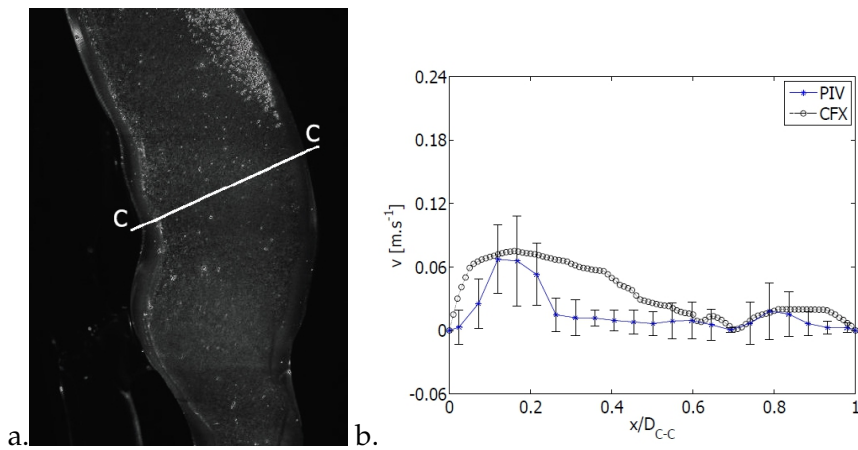 C
C
a.
b.
0.24
0.18
0.12
0.06
0
-0.06
v [m.s⁻¹]
PIV
CFX
0
0.2
0.4
0.6
0.8
1
x/D_C-C